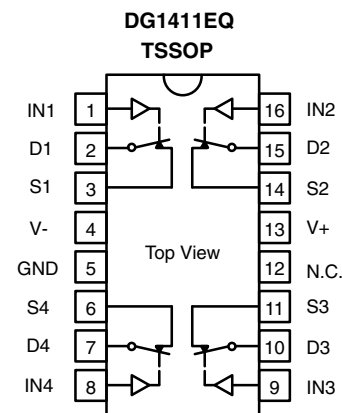 DG1411EQ
TSSOP
IN1 1 16 IN2
D1 2 15 D2
S1 3 14 S2
V- 4 13 V+
Top View
GND 5 12 N.C.
S4 6 11 S3
D4 7 10 D3
IN4 8 9 IN3